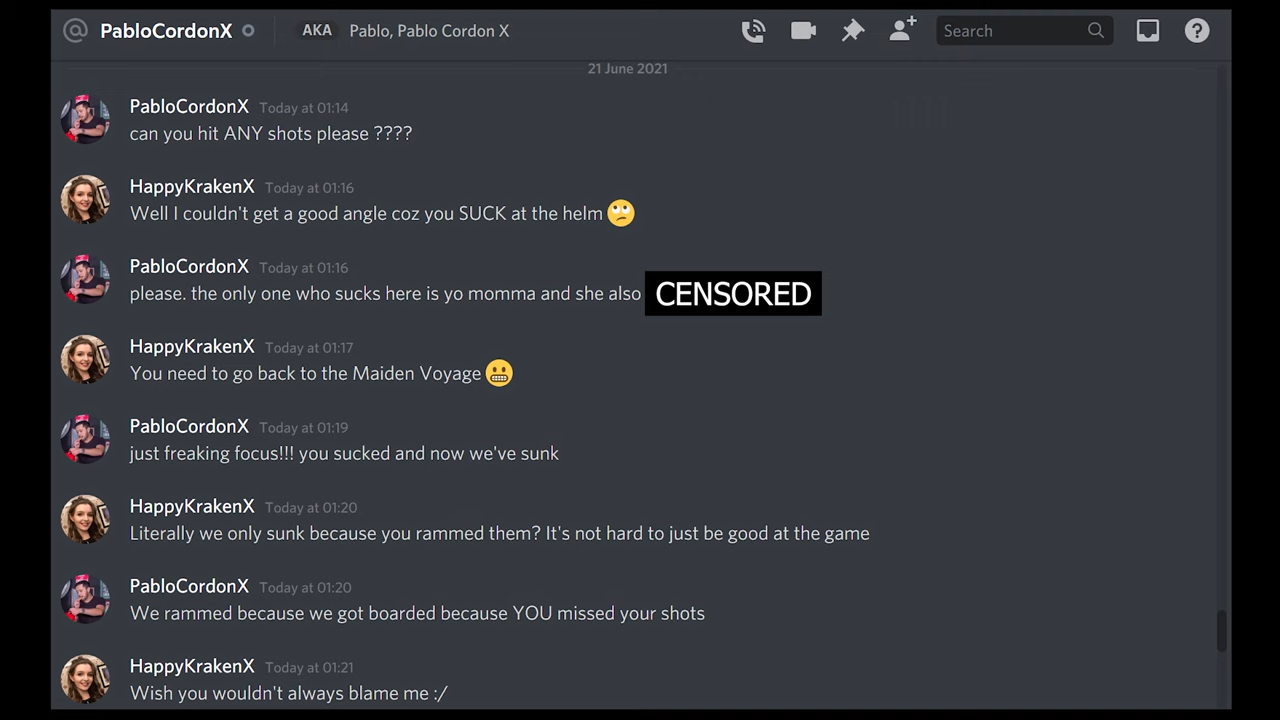 @ PabloCordonX AKA Pablo, Pablo Cordon X Search ?
21 June 2021
PabloCordonX Today at 01:14
can you hit ANY shots please ????
HappyKrakenX Today at 01:16
Well I couldn't get a good angle coz you SUCK at the helm 🙄
PabloCordonX Today at 01:16
please. the only one who sucks here is yo momma and she also CENSORED
HappyKrakenX Today at 01:17
You need to go back to the Maiden Voyage 😬
PabloCordonX Today at 01:19
just freaking focus!!! you sucked and now we've sunk
HappyKrakenX Today at 01:20
Literally we only sunk because you rammed them? It's not hard to just be good at the game
PabloCordonX Today at 01:20
We rammed because we got boarded because YOU missed your shots
HappyKrakenX Today at 01:21
Wish you wouldn't always blame me :/